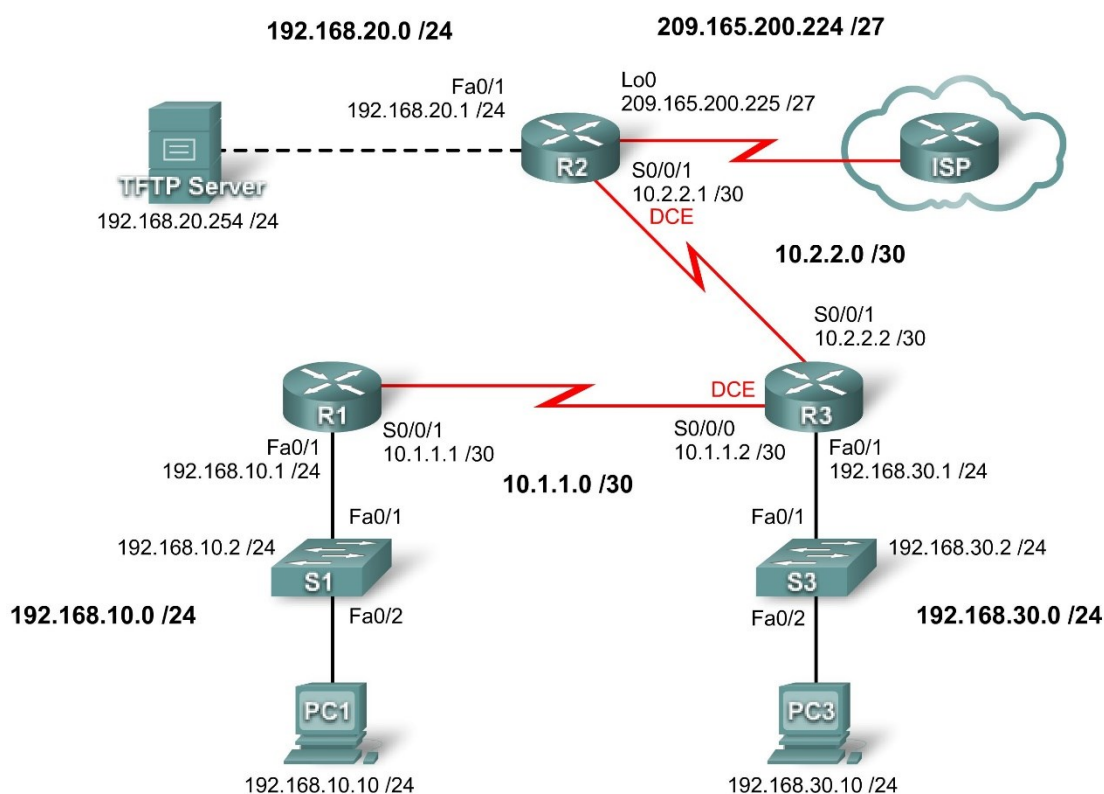 192.168.20.0 /24
209.165.200.224 /27
Fa0/1
192.168.20.1 /24
Lo0
209.165.200.225 /27
TFTP Server
192.168.20.254 /24
R2
ISP
S0/0/1
10.2.2.1 /30
DCE
10.2.2.0 /30
S0/0/1
10.2.2.2 /30
R1
DCE
R3
S0/0/1
10.1.1.1 /30
S0/0/0
10.1.1.2 /30
Fa0/1
192.168.10.1 /24
Fa0/1
192.168.30.1 /24
10.1.1.0 /30
Fa0/1
Fa0/1
192.168.10.2 /24
S1
S3
192.168.30.2 /24
192.168.10.0 /24
Fa0/2
Fa0/2
192.168.30.0 /24
PC1
PC3
192.168.10.10 /24
192.168.30.10 /24